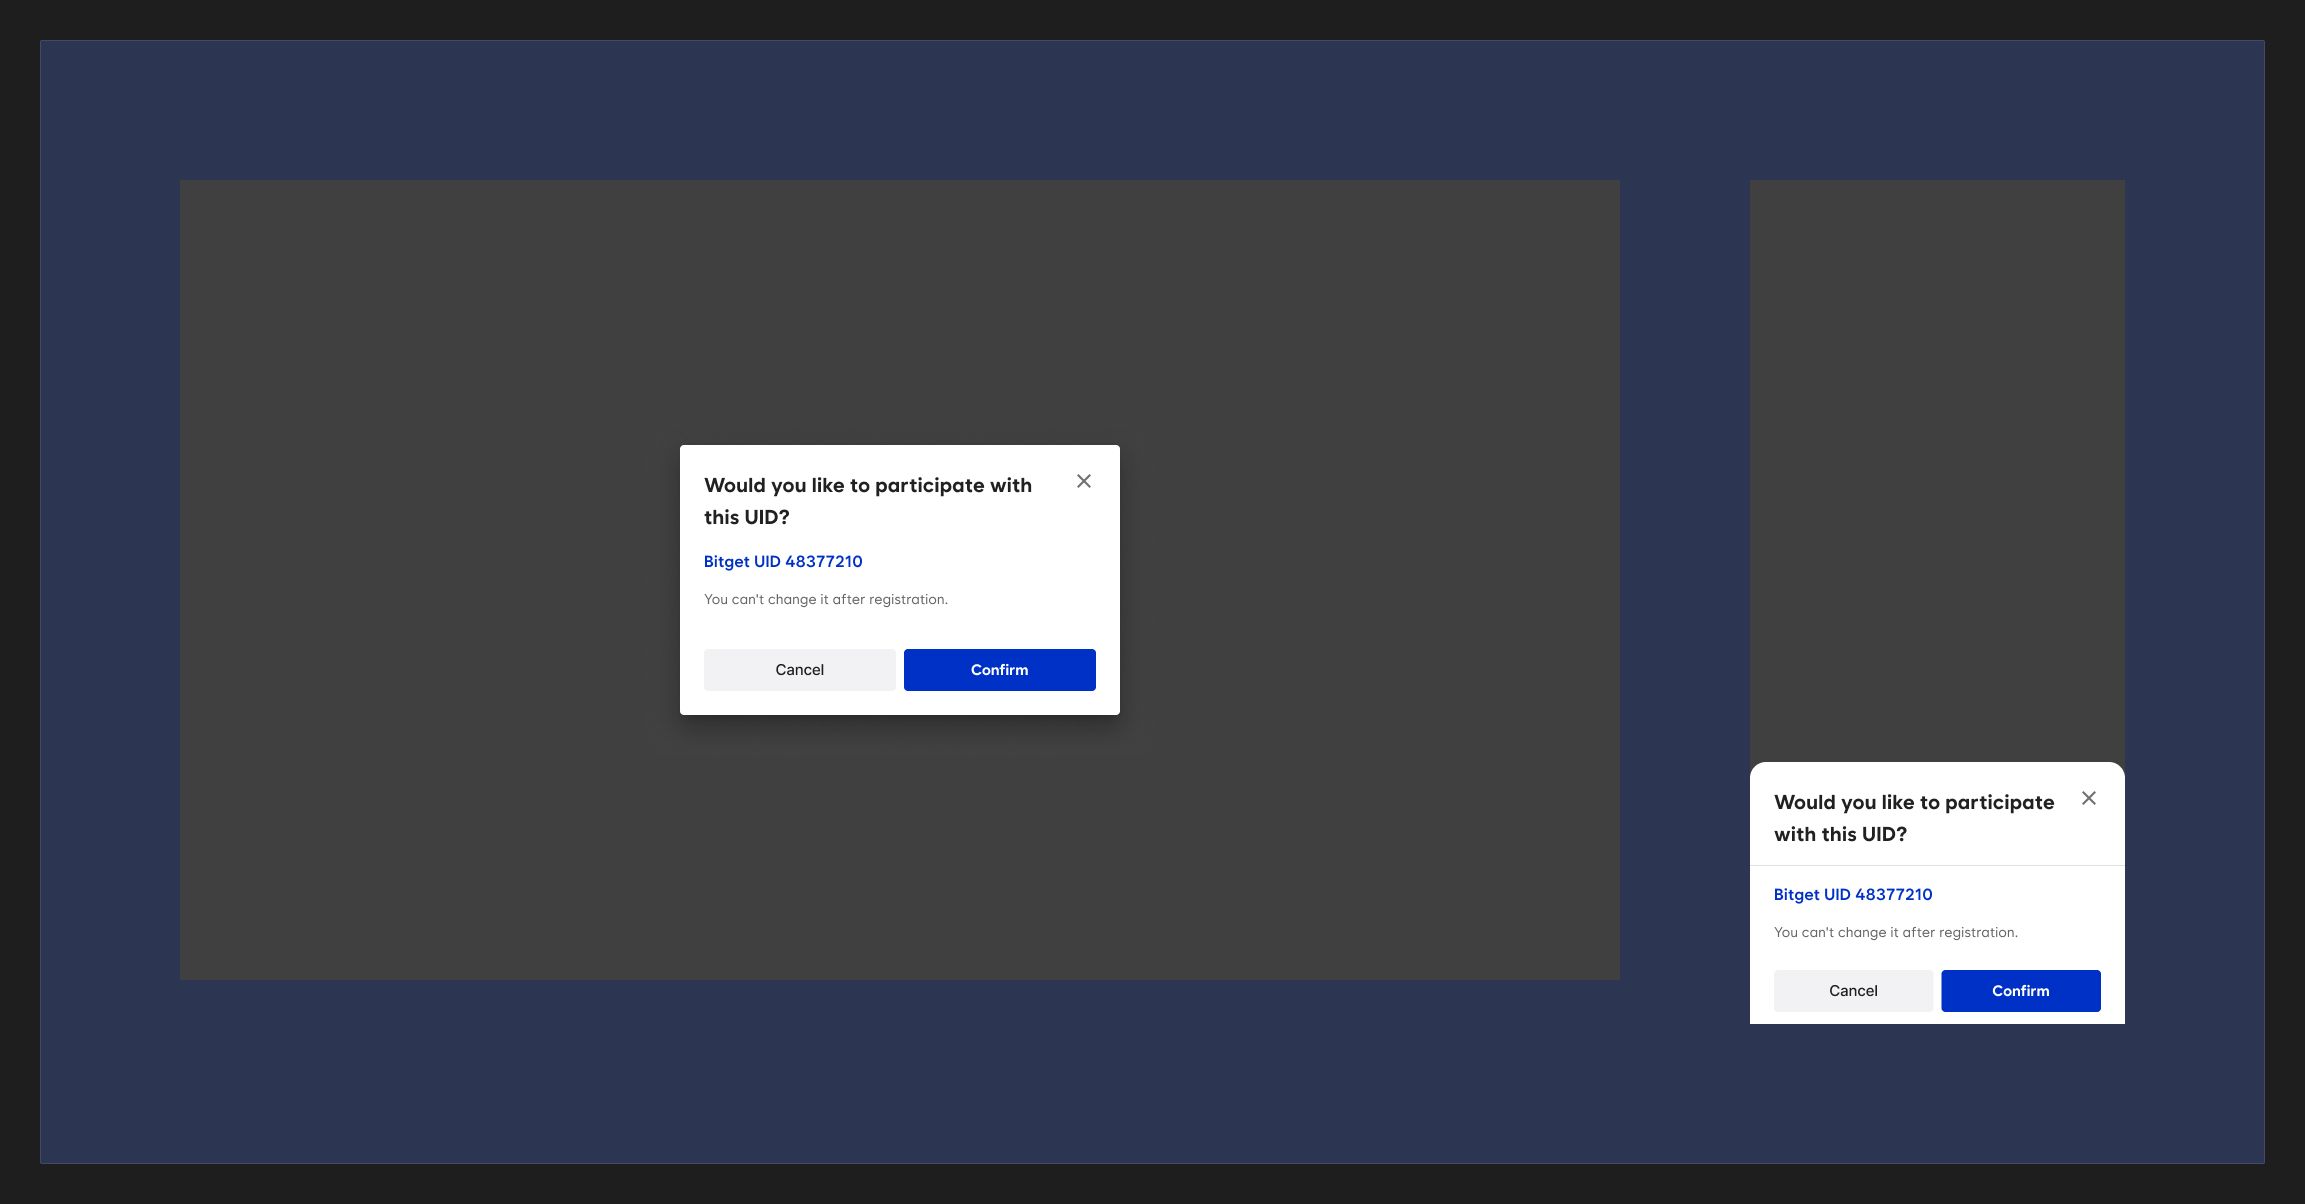 Would you like to participate with
this UID?
Bitget UID 48377210
You can't change it after registration.
Cancel
Confirm
Would you like to participate
with this UID?
Bitget UID 48377210
You can't change it after registration.
Cancel
Confirm